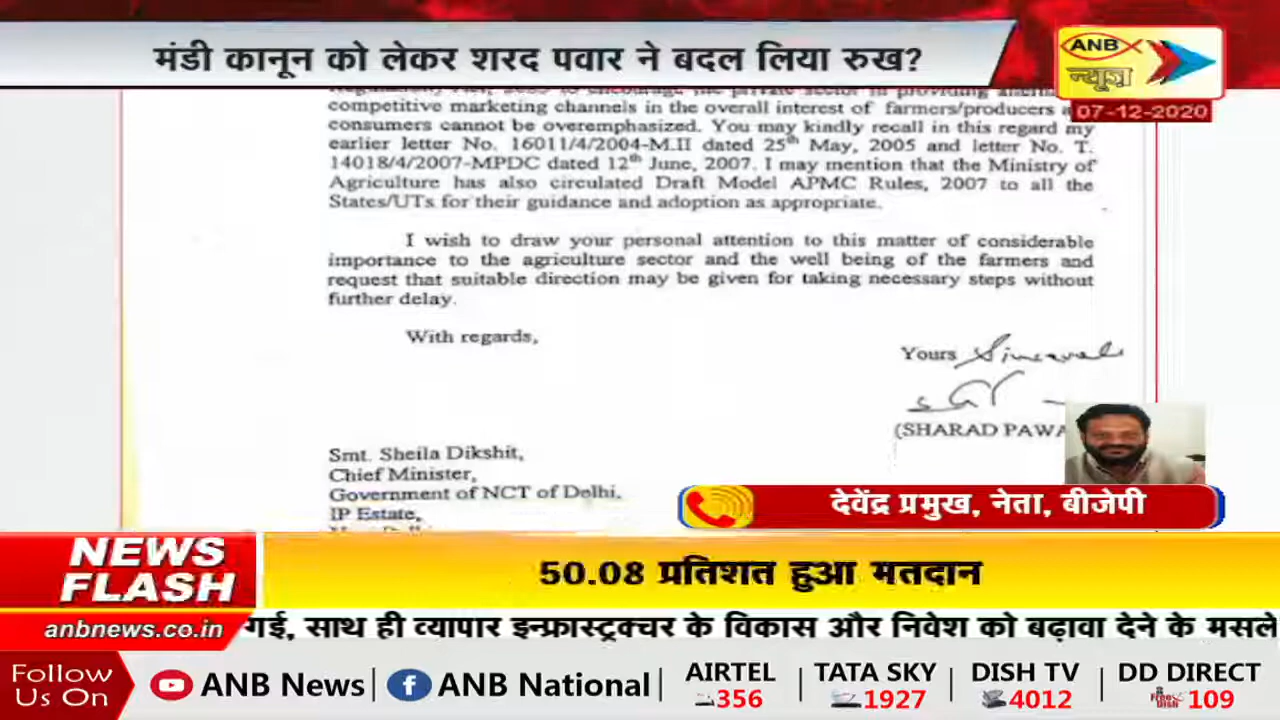 मंडी कानून को लेकर शरद पवार ने बदल लिया रुख?
ANB
न्यूज़
07-12-2020
competitive marketing channels in the overall interest of farmers/producers
consumers cannot be overemphasized. You may kindly recall in this regard my
earlier letter No. 16011/4/2004-M.II dated 25th May, 2005 and letter No. T.
14018/4/2007-MPDC dated 12th June, 2007. I may mention that the Ministry of
Agriculture has also circulated Draft Model APMC Rules, 2007 to all the
States/UTs for their guidance and adoption as appropriate.
I wish to draw your personal attention to this matter of considerable
importance to the agriculture sector and the well being of the farmers and
request that suitable direction may be given for taking necessary steps without
further delay.
With regards,
Yours Sincerely
(SHARAD PAWA
Smt. Sheila Dikshit,
Chief Minister,
Government of NCT of Delhi,
IP Estate,
देवेंद्र प्रमुख, नेता, बीजेपी
NEWS
FLASH
anbnews.co.in
50.08 प्रतिशत हुआ मतदान
गई, साथ ही व्यापार इन्फ्रास्ट्रक्चर के विकास और निवेश को बढ़ावा देने के मसले
Follow
Us On
ANB News
ANB National
AIRTEL
356
TATA SKY
1927
DISH TV
4012
DD DIRECT
Free Dish
109